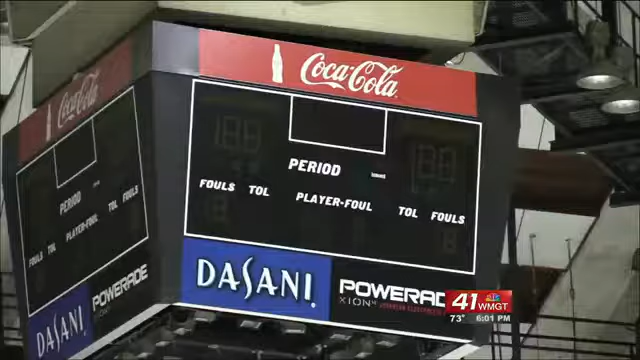 Coca-Cola
PERIOD
FOULS TOL PLAYER-FOUL TOL FOULS
DASANI
POWERADE
XION
Coca-Cola
PERIOD
FOULS TOL PLAYER-FOUL TOL FOULS
DASANI
POWERAD
41 WMGT
73° 6:01 PM